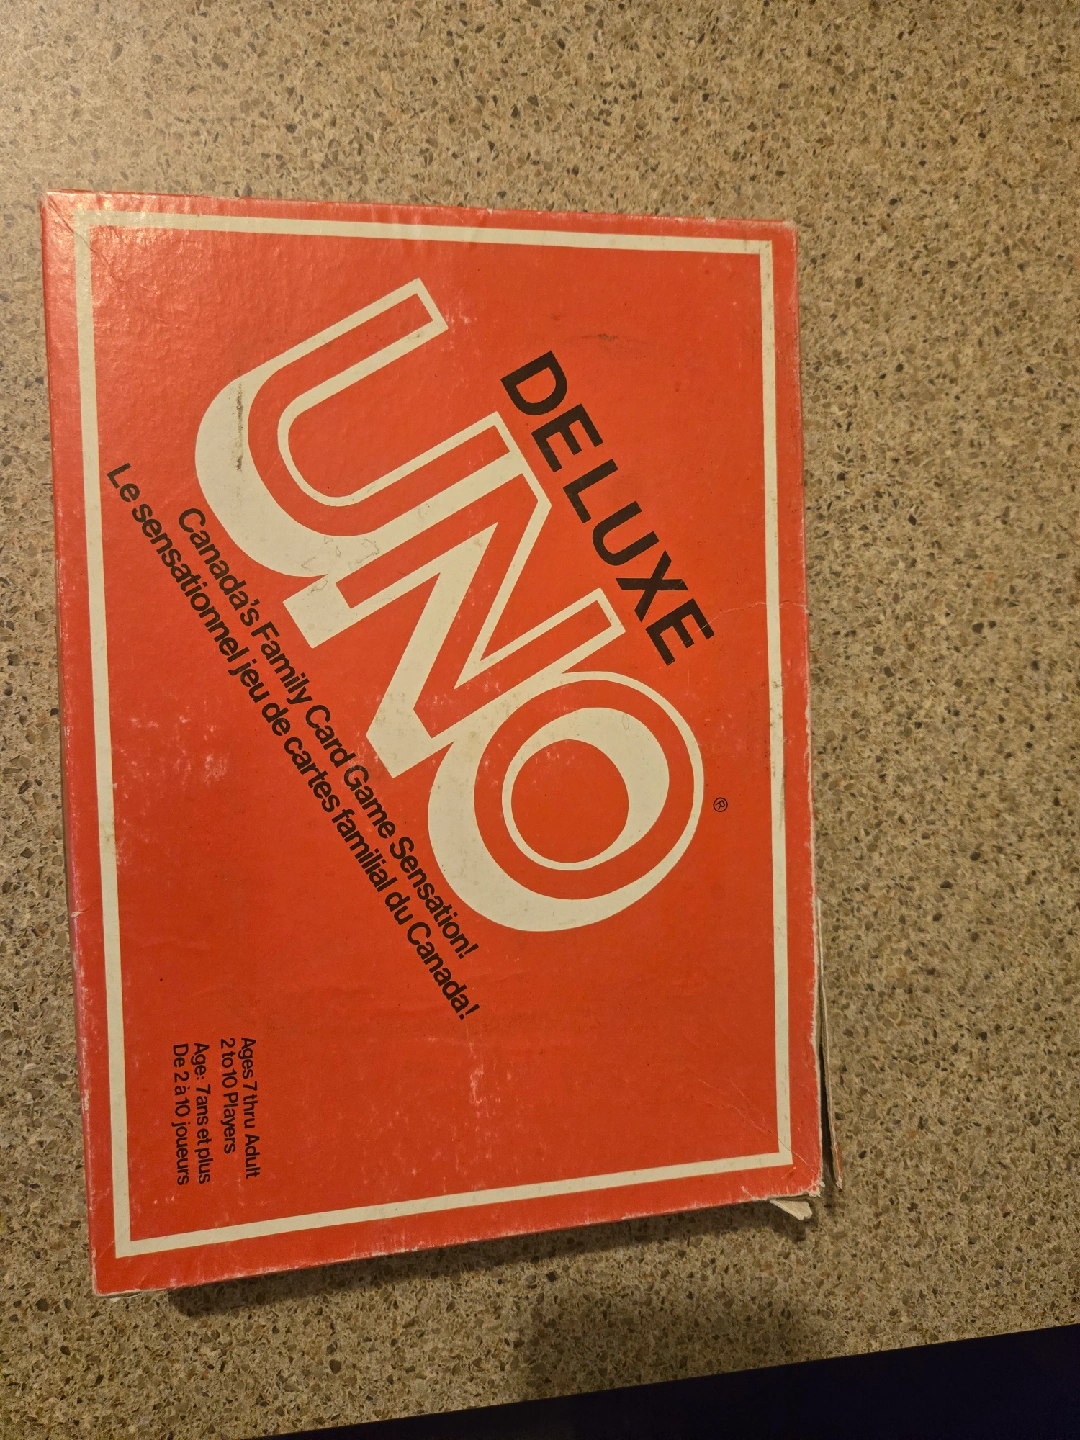 DELUXE
UNO®
Canada's Family Card Game Sensation!
Le sensationnel jeu de cartes familial du Canada!
Ages 7 thru Adult
2 to 10 Players
Age: 7 ans et plus
De 2 à 10 joueurs